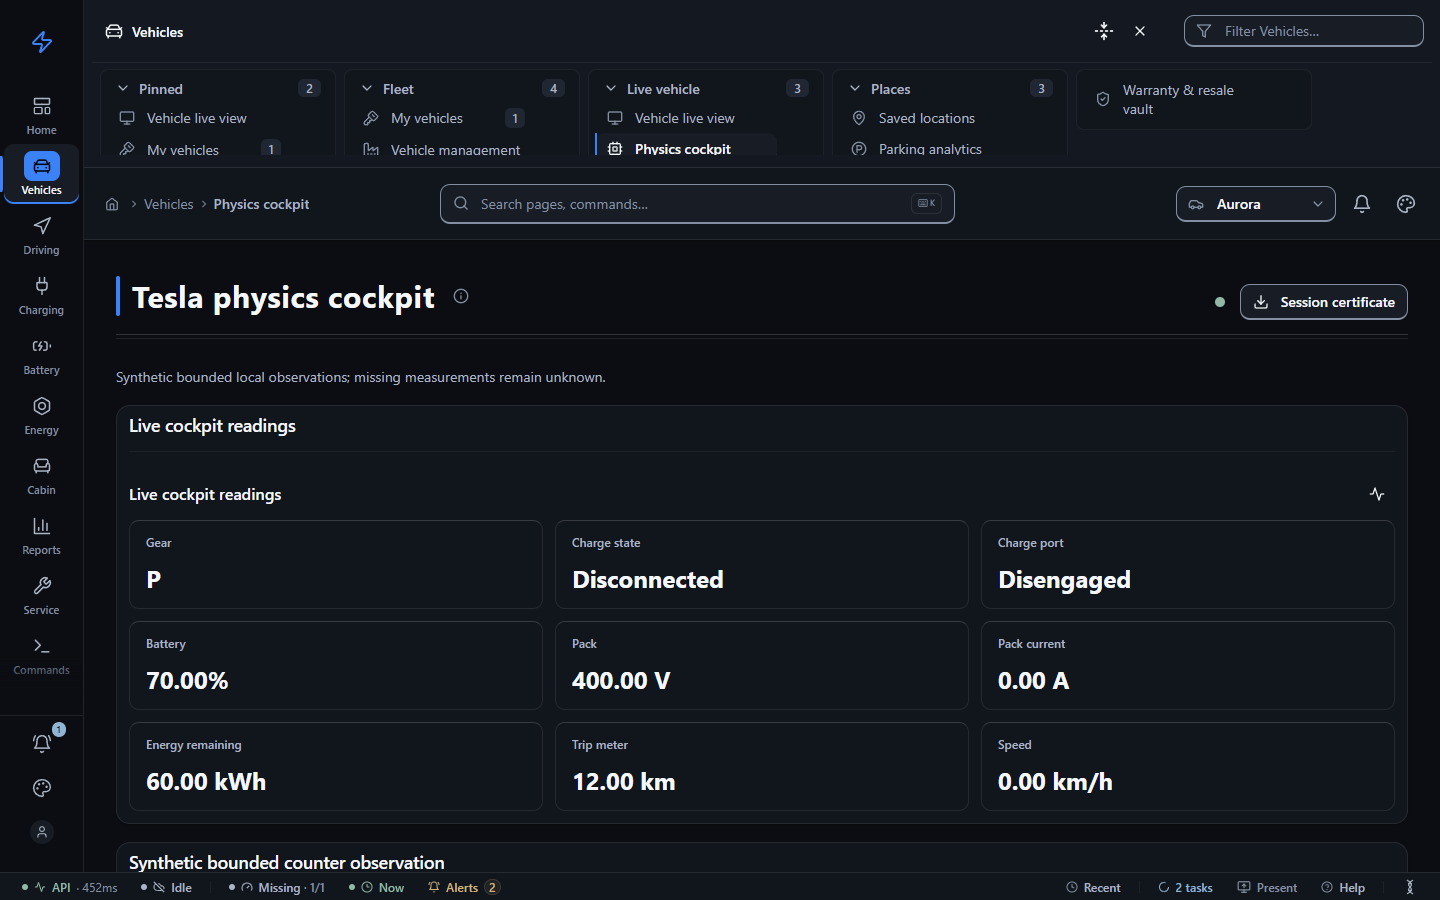 Vehicles
Filter Vehicles...
Pinned 2
Vehicle live view
My vehicles 1
Fleet 4
My vehicles 1
Vehicle management
Live vehicle 3
Vehicle live view
Physics cockpit
Places 3
Saved locations
Parking analytics
Warranty & resale
vault
Home
Vehicles
Driving
Charging
Battery
Energy
Cabin
Reports
Service
Commands
1
Vehicles Physics cockpit
Search pages, commands...
K
Aurora
Tesla physics cockpit
Session certificate
Synthetic bounded local observations; missing measurements remain unknown.
Live cockpit readings
Live cockpit readings
Gear
P
Charge state
Disconnected
Charge port
Disengaged
Battery
70.00%
Pack
400.00 V
Pack current
0.00 A
Energy remaining
60.00 kWh
Trip meter
12.00 km
Speed
0.00 km/h
Synthetic bounded counter observation
API · 452ms Idle Missing · 1/1 Now Alerts 2 Recent 2 tasks Present Help